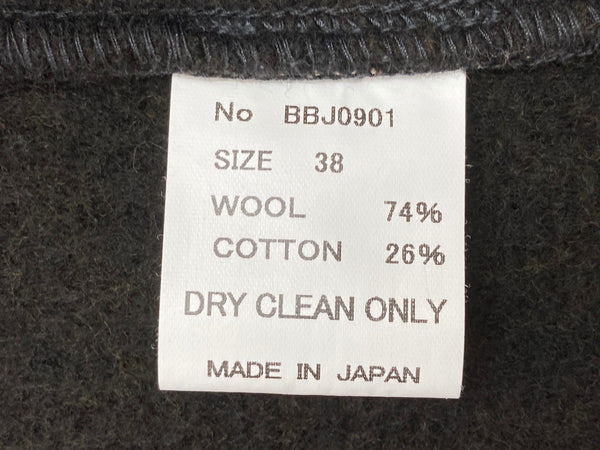 No BBJ0901
SIZE 38
WOOL 74%
COTTON 26%
DRY CLEAN ONLY
MADE IN JAPAN